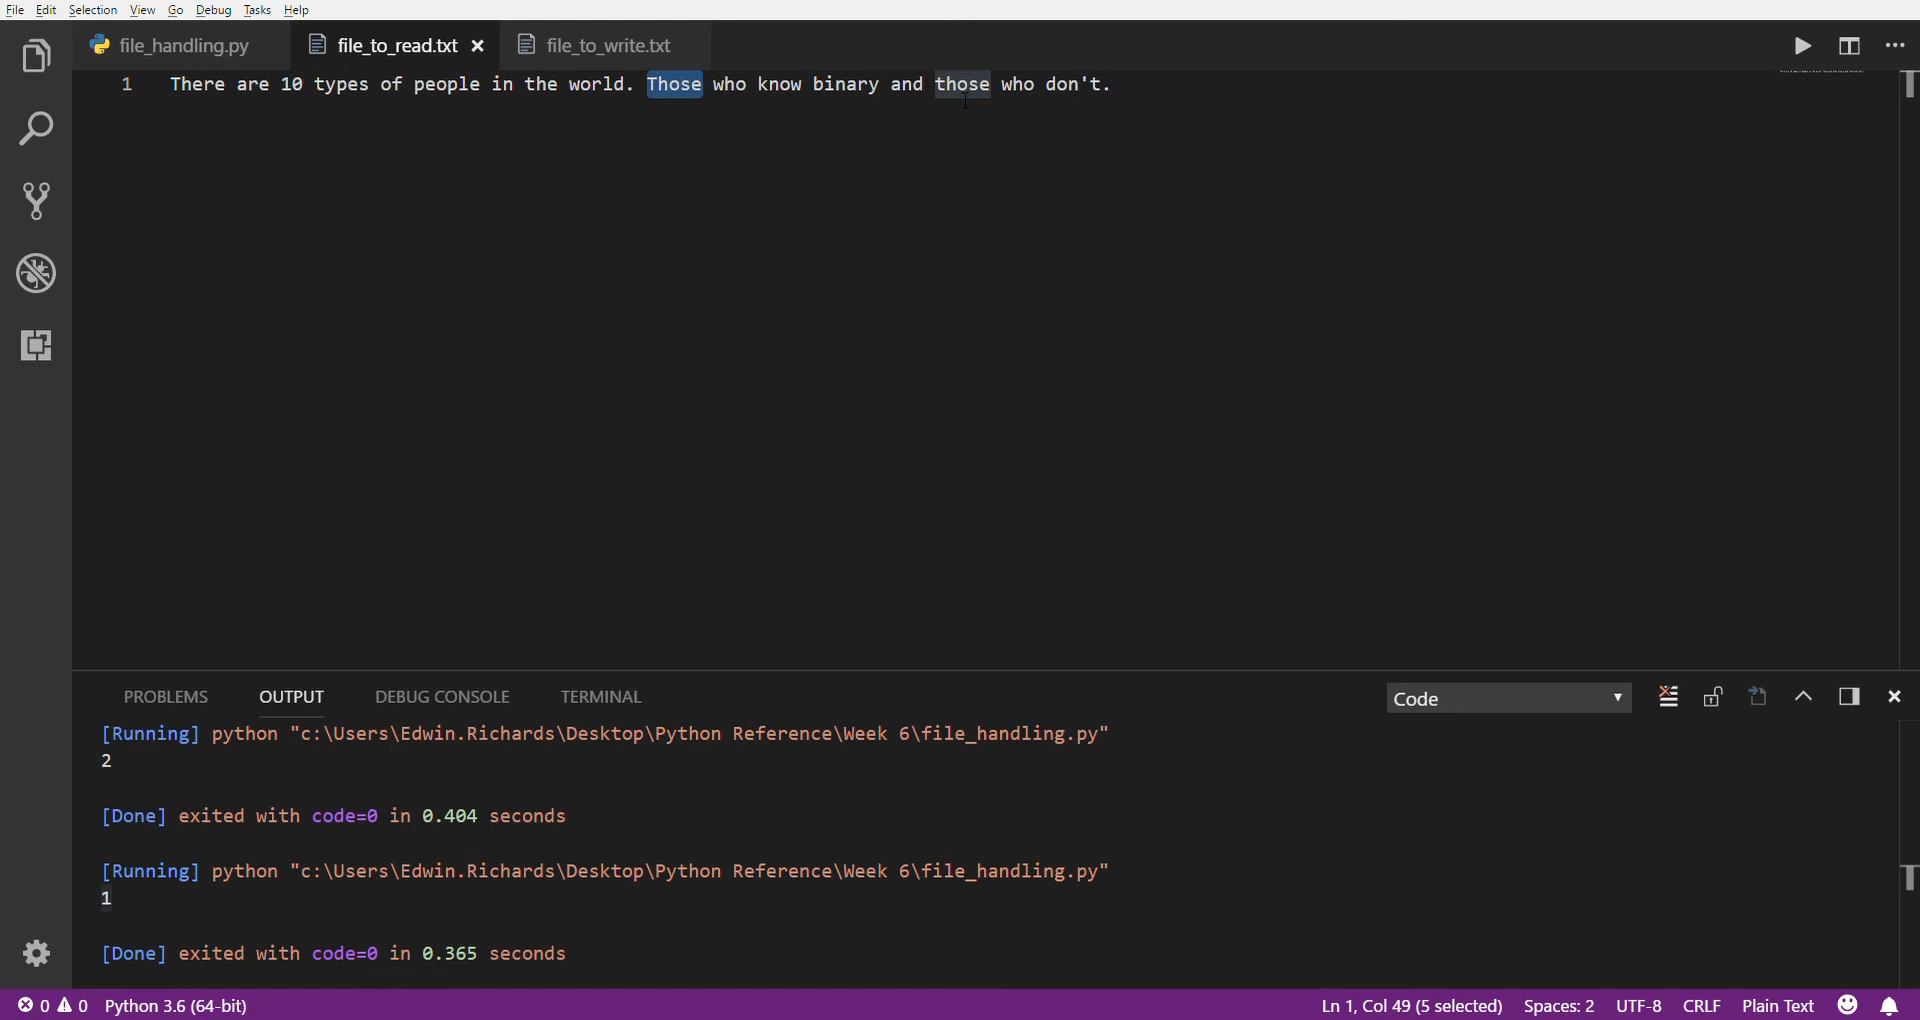 File Edit Selection View Go Debug Tasks Help
file_handling.py file_to_read.txt file_to_write.txt
1 There are 10 types of people in the world. Those who know binary and those who don't.
PROBLEMS OUTPUT DEBUG CONSOLE TERMINAL Code
[Running] python "c:\Users\Edwin.Richards\Desktop\Python Reference\Week 6\file_handling.py"
2
[Done] exited with code=0 in 0.404 seconds
[Running] python "c:\Users\Edwin.Richards\Desktop\Python Reference\Week 6\file_handling.py"
1
[Done] exited with code=0 in 0.365 seconds
0 0 Python 3.6 (64-bit) Ln 1, Col 49 (5 selected) Spaces: 2 UTF-8 CRLF Plain Text